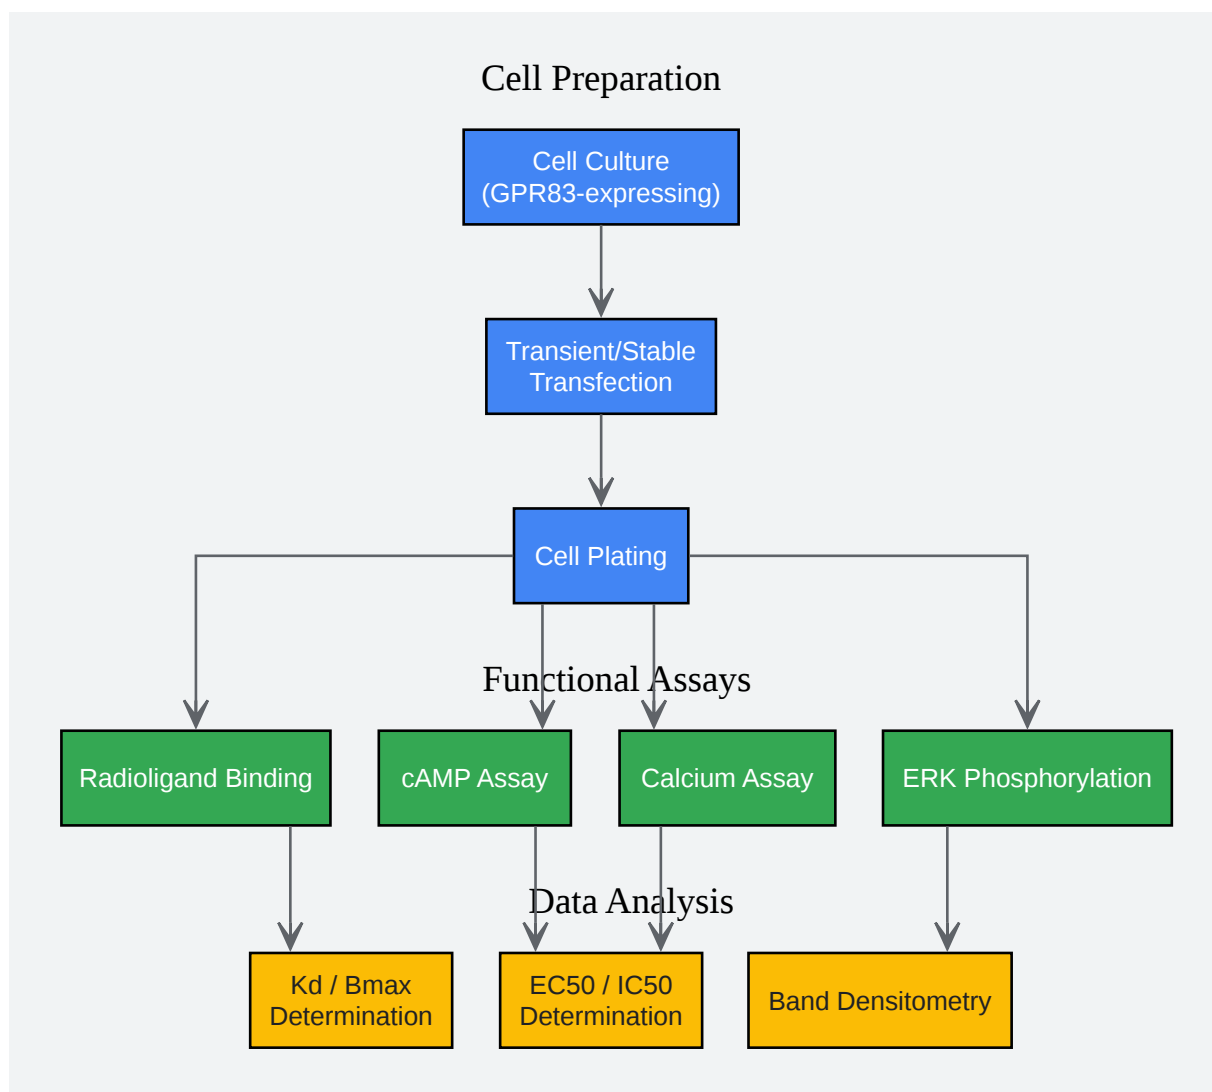 Cell Preparation
Cell Culture
(GPR83-expressing)
Transient/Stable
Transfection
Cell Plating
Functional Assays
Radioligand Binding
cAMP Assay
Calcium Assay
ERK Phosphorylation
Data Analysis
Kd / Bmax
Determination
EC50 / IC50
Determination
Band Densitometry